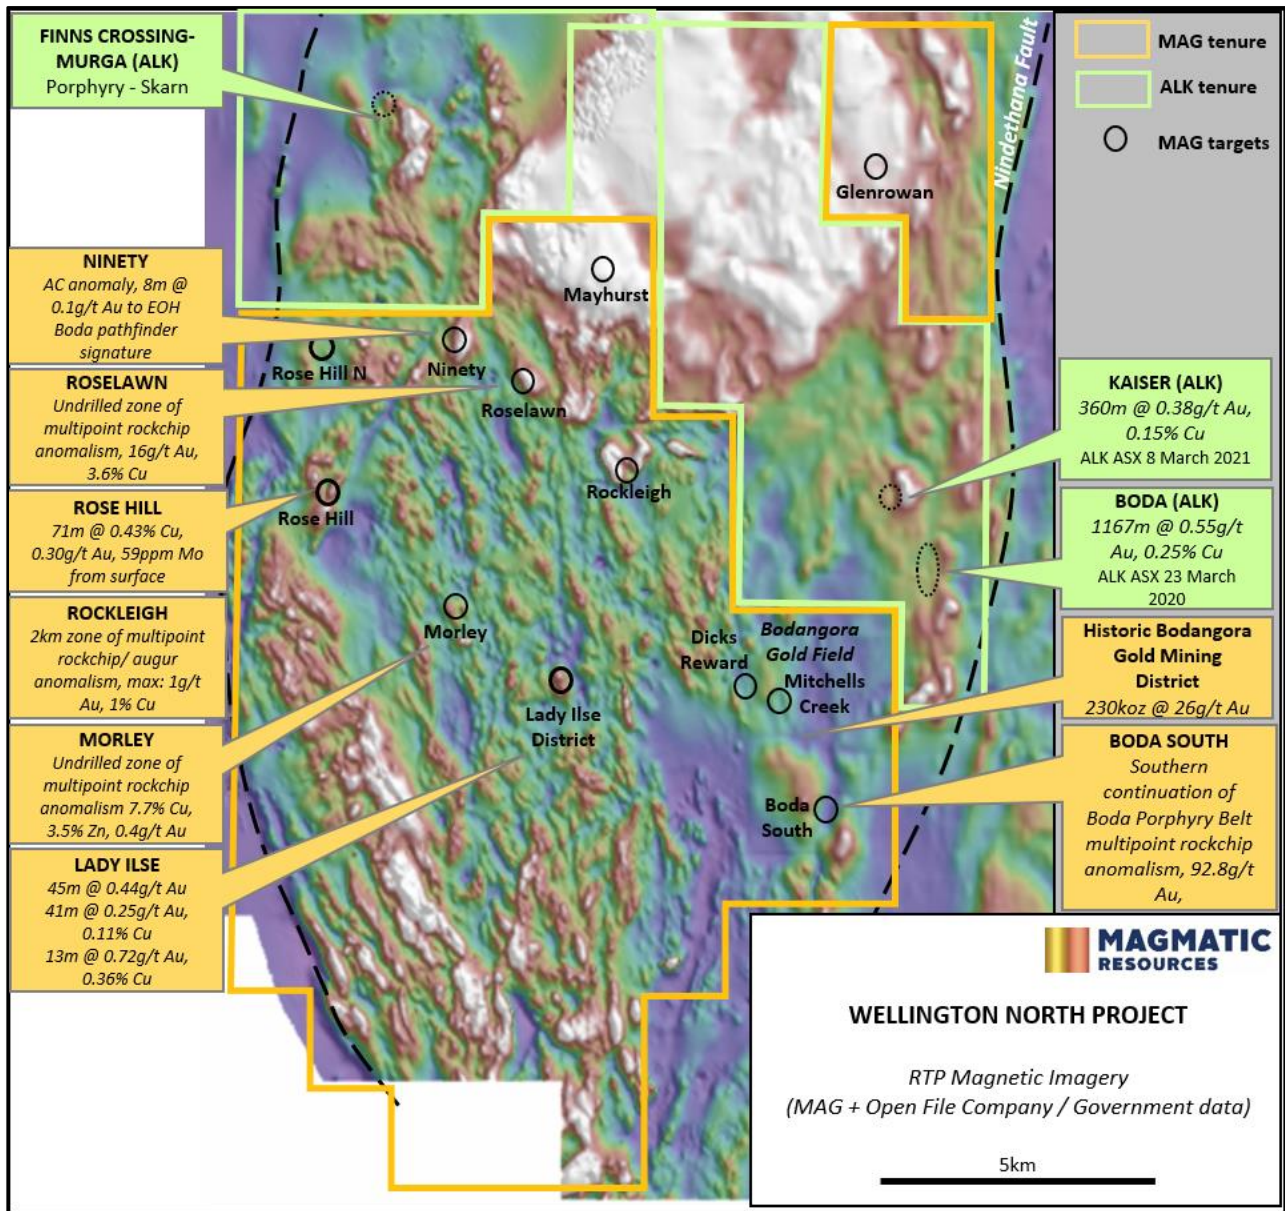 FINNS CROSSING-
MURGA (ALK)
Porphyry - Skarn
NINETY
AC anomaly, 8m @
0.1g/t Au to EOH
Boda pathfinder
signature
ROSELAWN
Undrilled zone of
multipoint rockchip
anomalism, 16g/t Au,
3.6% Cu
ROSE HILL
71m @ 0.43% Cu,
0.30g/t Au, 59ppm Mo
from surface
ROCKLEIGH
2km zone of multipoint
rockchip/ augur
anomalism, max: 1g/t
Au, 1% Cu
MORLEY
Undrilled zone of
multipoint rockchip
anomalism 7.7% Cu,
3.5% Zn, 0.4g/t Au
LADY ILSE
45m @ 0.44g/t Au
41m @ 0.25g/t Au,
0.11% Cu
13m @ 0.72g/t Au,
0.36% Cu
Glenrowan
Mayhurst
Rose Hill N
Ninety
Roselawn
Rockleigh
Rose Hill
Morley
Lady Ilse
District
Dicks
Reward
Bodangora
Gold Field
Mitchells
Creek
Boda
South
Nindethana Fault
MAG tenure
ALK tenure
MAG targets
KAISER (ALK)
360m @ 0.38g/t Au,
0.15% Cu
ALK ASX 8 March 2021
BODA (ALK)
1167m @ 0.55g/t
Au, 0.25% Cu
ALK ASX 23 March
2020
Historic Bodangora
Gold Mining
District
230koz @ 26g/t Au
BODA SOUTH
Southern
continuation of
Boda Porphyry Belt
multipoint rockchip
anomalism, 92.8g/t
Au,
MAGMATIC
RESOURCES
WELLINGTON NORTH PROJECT
RTP Magnetic Imagery
(MAG + Open File Company / Government data)
5km